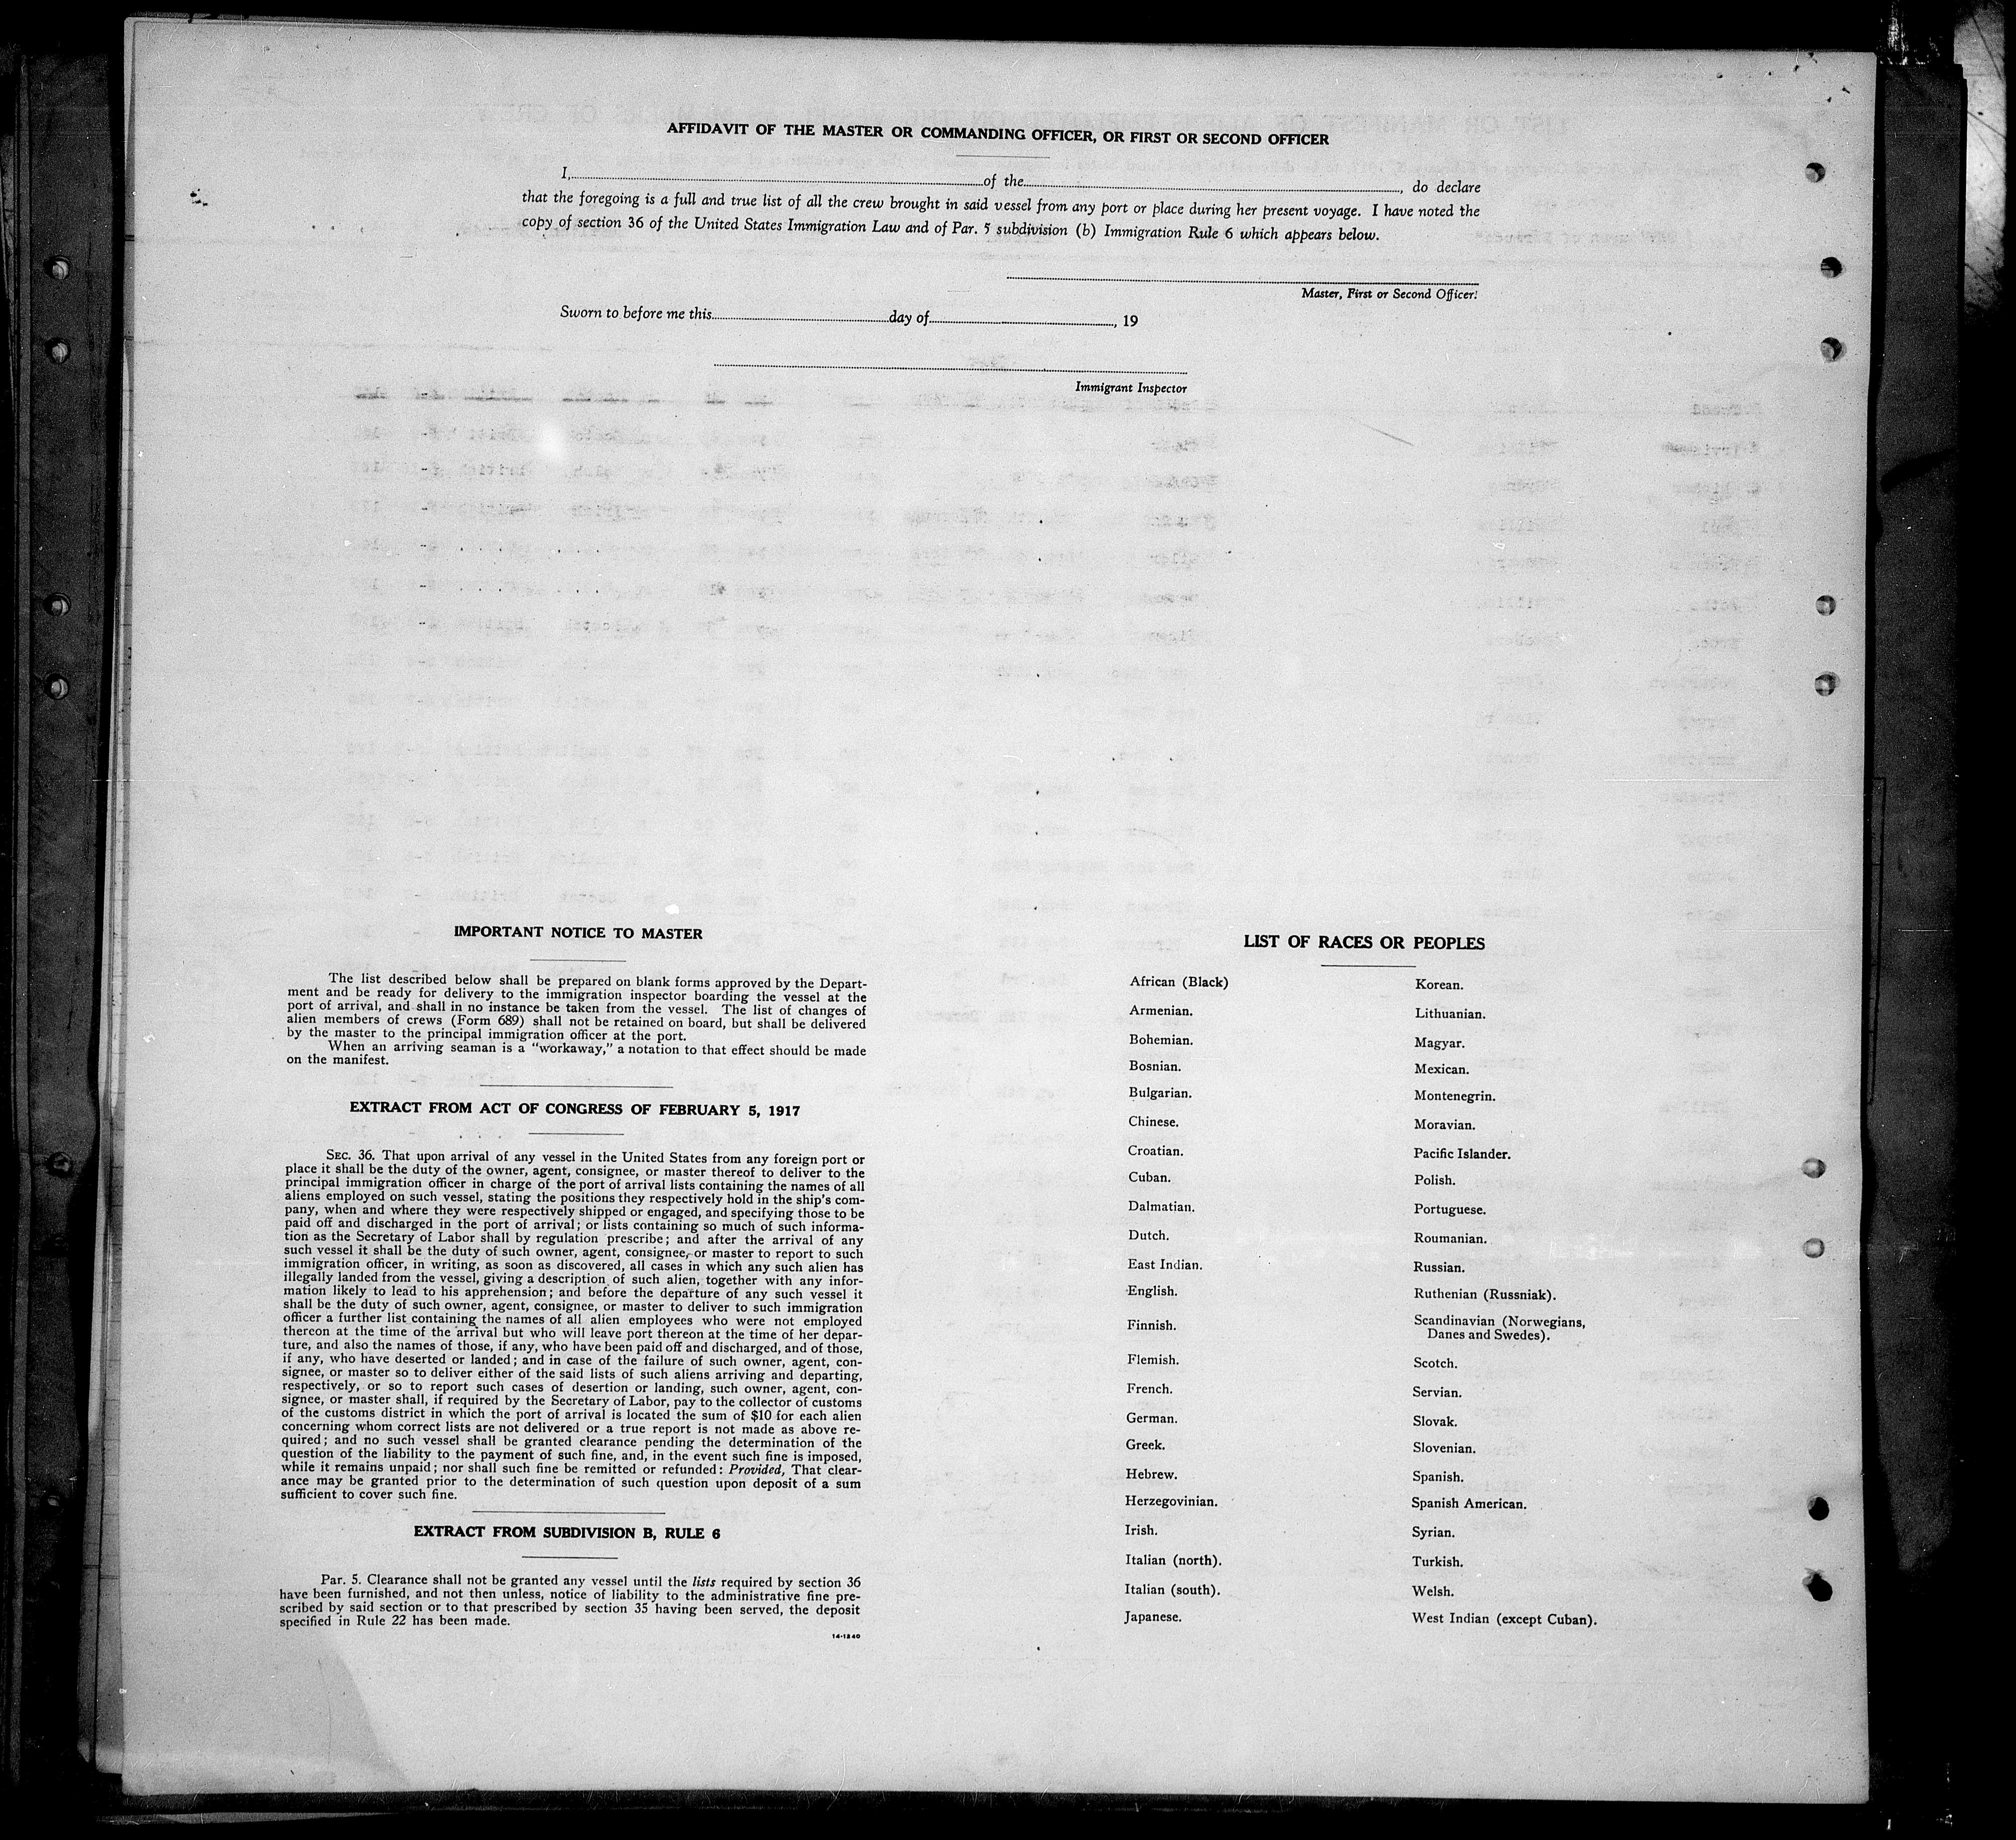 AFFIDAVIT OF THE MASTER OR COMMANDING OFFICER, OR FIRST OR SECOND OFFICER
I, of the , do declare
that the foregoing is a full and true list of all the crew brought in said vessel from any port or place during her present voyage. I have noted the
copy of section 36 of the United States Immigration Law and of Par. 5 subdivision (b) Immigration Rule 6 which appears below.
Master, First or Second Officer.
Sworn to before me this day of , 19
Immigrant Inspector
IMPORTANT NOTICE TO MASTER
The list described below shall be prepared on blank forms approved by the Depart-
ment and be ready for delivery to the immigration inspector boarding the vessel at the
port of arrival, and shall in no instance be taken from the vessel. The list of changes of
alien members of crews (Form 689) shall not be retained on board, but shall be delivered
by the master to the principal immigration officer at the port.
When an arriving seaman is a "workaway," a notation to that effect should be made
on the manifest.
EXTRACT FROM ACT OF CONGRESS OF FEBRUARY 5, 1917
SEC. 36. That upon arrival of any vessel in the United States from any foreign port or
place it shall be the duty of the owner, agent, consignee, or master thereof to deliver to the
principal immigration officer in charge of the port of arrival lists containing the names of all
aliens employed on such vessel, stating the positions they respectively hold in the ship's com-
pany, when and where they were respectively shipped or engaged, and specifying those to be
paid off and discharged in the port of arrival; or lists containing so much of such informa-
tion as the Secretary of Labor shall by regulation prescribe; and after the arrival of any
such vessel it shall be the duty of such owner, agent, consignee, or master to report to such
immigration officer, in writing, as soon as discovered, all cases in which any such alien has
illegally landed from the vessel, giving a description of such alien, together with any infor-
mation likely to lead to his apprehension; and before the departure of any such vessel it
shall be the duty of such owner, agent, consignee, or master to deliver to such immigration
officer a further list containing the names of all alien employees who were not employed
thereon at the time of the arrival but who will leave port thereon at the time of her depar-
ture, and also the names of those, if any, who have been paid off and discharged, and of those,
if any, who have deserted or landed; and in case of the failure of such owner, agent, con-
signee, or master so to deliver either of the said lists of such aliens arriving and departing,
respectively, or so to report such cases of desertion or landing, such owner, agent, con-
signee, or master shall, if required by the Secretary of Labor, pay to the collector of customs
of the customs district in which the port of arrival is located the sum of $10 for each alien
concerning whom correct lists are not delivered or a true report is not made as above re-
quired; and no such vessel shall be granted clearance pending the determination of the
question of the liability to the payment of such fine, and, in the event such fine is imposed,
while it remains unpaid; nor shall such fine be remitted or refunded: Provided, That clear-
ance may be granted prior to the determination of such question upon deposit of a sum
sufficient to cover such fine.
EXTRACT FROM SUBDIVISION B, RULE 6
Par. 5. Clearance shall not be granted any vessel until the lists required by section 36
have been furnished, and not then unless, notice of liability to the administrative fine pre-
scribed by said section or to that prescribed by section 35 having been served, the deposit
specified in Rule 22 has been made.
14-1240
LIST OF RACES OR PEOPLES
African (Black)
Armenian.
Bohemian.
Bosnian.
Bulgarian.
Chinese.
Croatian.
Cuban.
Dalmatian.
Dutch.
East Indian.
English.
Finnish.
Flemish.
French.
German.
Greek.
Hebrew.
Herzegovinian.
Irish.
Italian (north).
Italian (south).
Japanese.
Korean.
Lithuanian.
Magyar.
Mexican.
Montenegrin.
Moravian.
Pacific Islander.
Polish.
Portuguese.
Roumanian.
Russian.
Ruthenian (Russniak).
Scandinavian (Norwegians,
Danes and Swedes).
Scotch.
Servian.
Slovak.
Slovenian.
Spanish.
Spanish American.
Syrian.
Turkish.
Welsh.
West Indian (except Cuban).